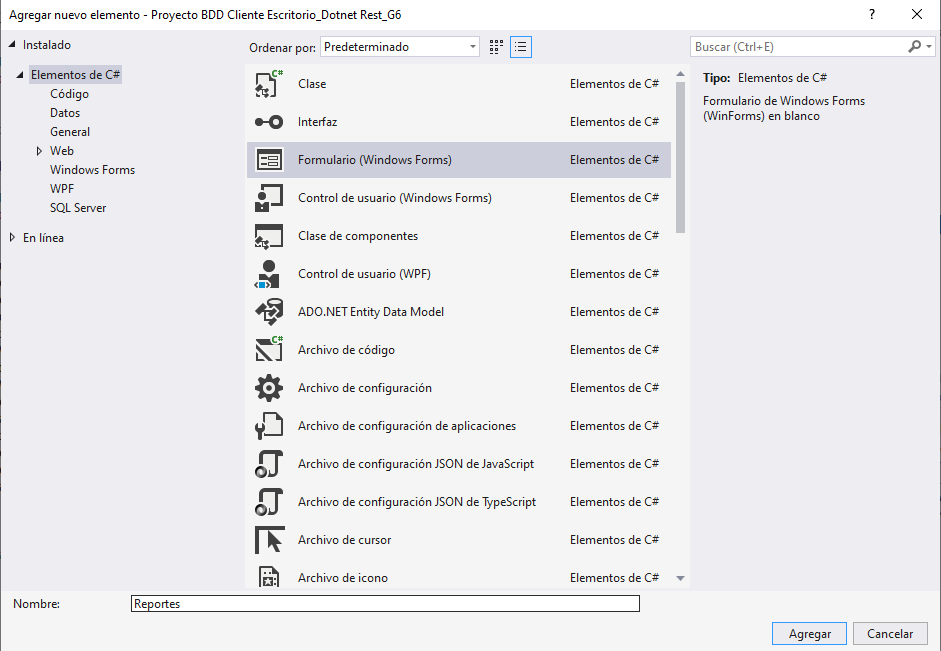 Agregar nuevo elemento - Proyecto BDD Cliente Escritorio_Dotnet Rest_G6
Instalado
Ordenar por: Predeterminado
Buscar (Ctrl+E)
Elementos de C#
Código
Datos
General
Web
Windows Forms
WPF
SQL Server
En línea
Clase Elementos de C#
Interfaz Elementos de C#
Formulario (Windows Forms) Elementos de C#
Control de usuario (Windows Forms) Elementos de C#
Clase de componentes Elementos de C#
Control de usuario (WPF) Elementos de C#
ADO.NET Entity Data Model Elementos de C#
Archivo de código Elementos de C#
Archivo de configuración Elementos de C#
Archivo de configuración de aplicaciones Elementos de C#
Archivo de configuración JSON de JavaScript Elementos de C#
Archivo de configuración JSON de TypeScript Elementos de C#
Archivo de cursor Elementos de C#
Archivo de icono Elementos de C#
Tipo: Elementos de C#
Formulario de Windows Forms
(WinForms) en blanco
Nombre: Reportes
Agregar Cancelar